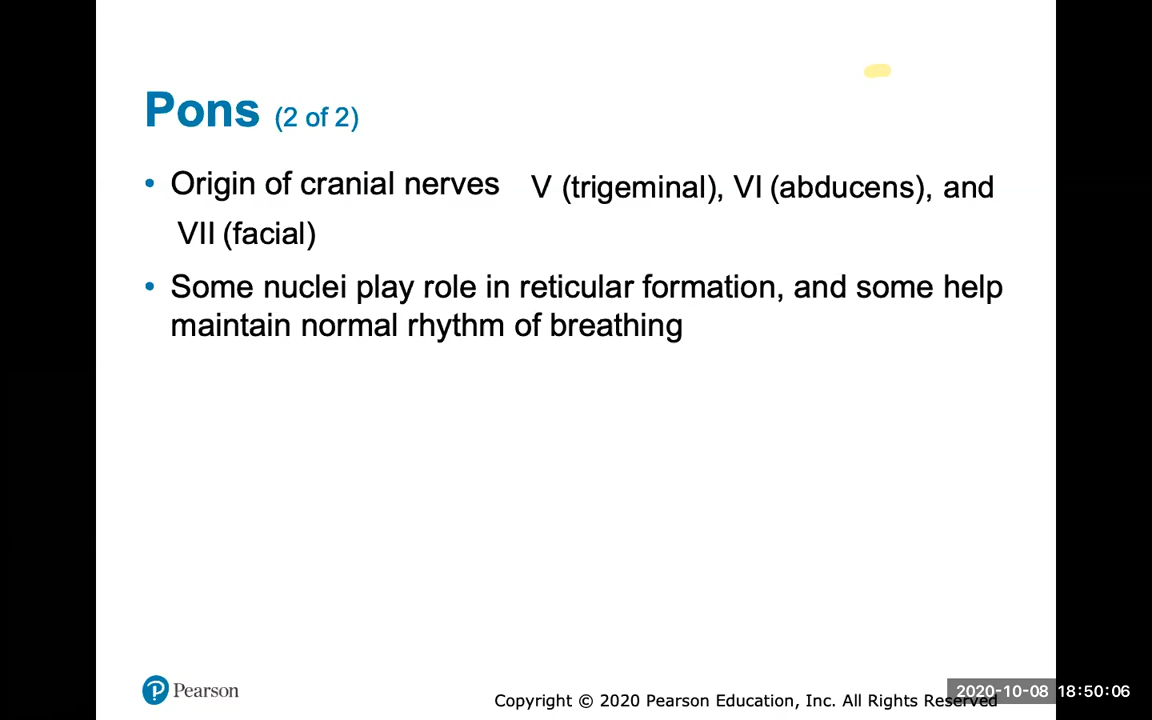 Pons (2 of 2)
• Origin of cranial nerves V (trigeminal), VI (abducens), and
VII (facial)
• Some nuclei play role in reticular formation, and some help
maintain normal rhythm of breathing
Pearson
Copyright © 2020 Pearson Education, Inc. All Rights Reserved
2020-10-08 18:50:06